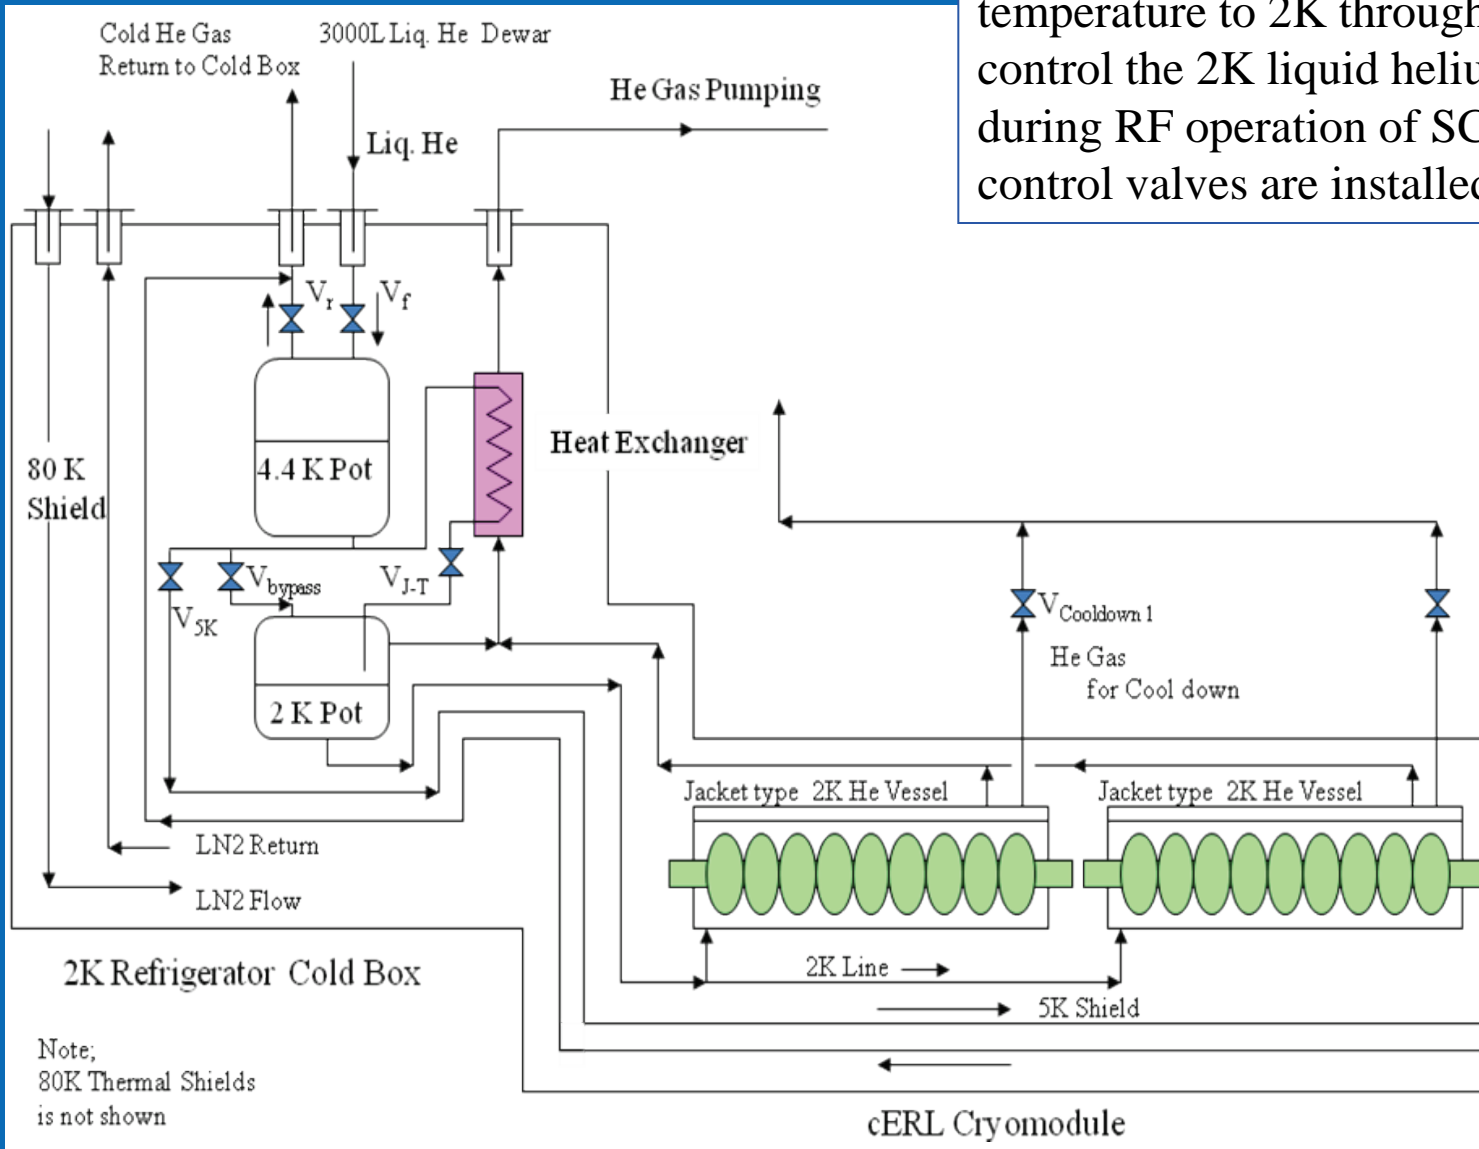 temperature to 2K through
control the 2K liquid heliu
during RF operation of SC
control valves are installed
Cold He Gas
Return to Cold Box
3000L Liq. He Dewar
He Gas Pumping
Liq. He
Vr
Vf
80 K
Shield
4.4 K Pot
Heat Exchanger
Vbypass
VJ-T
V5K
2 K Pot
VCooldown 1
He Gas
for Cool down
Jacket type 2K He Vessel
Jacket type 2K He Vessel
LN2 Return
LN2 Flow
2K Line
5K Shield
2K Refrigerator Cold Box
Note;
80K Thermal Shields
is not shown
cERL Cryomodule